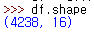 >>> df.shape
(4238, 16)